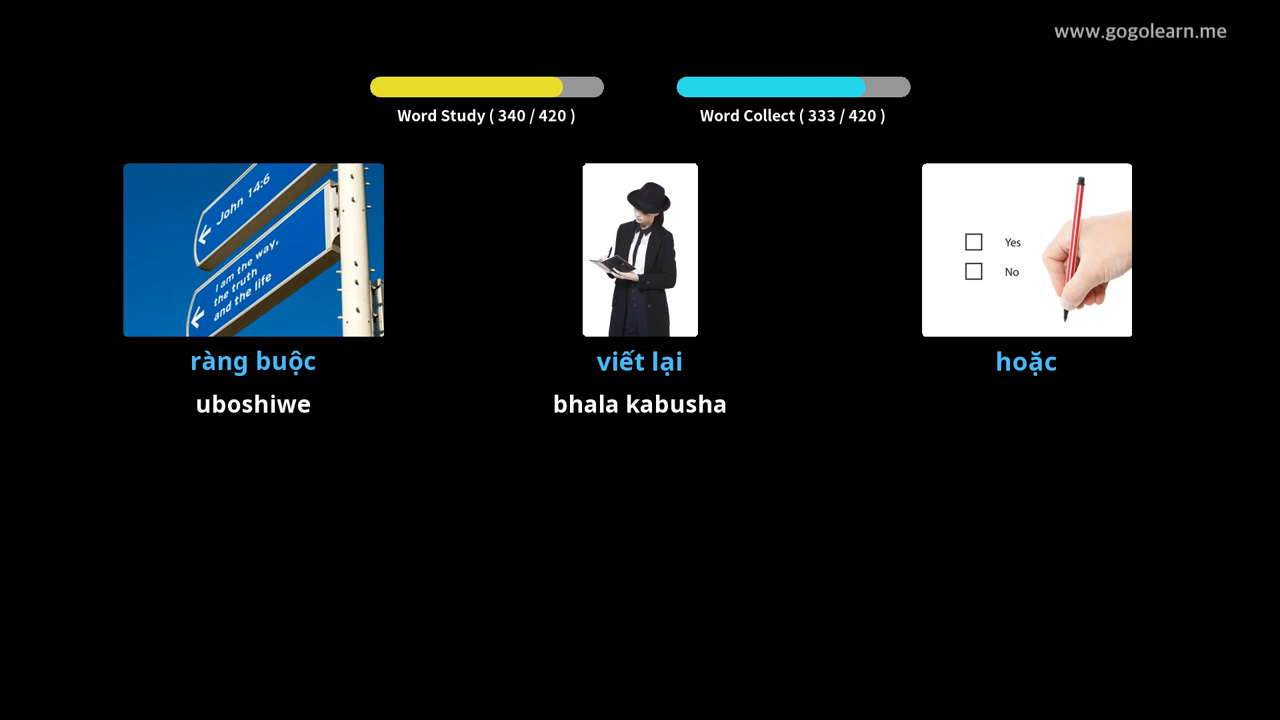 www.gogolearn.me
Word Study ( 340 / 420 )
Word Collect ( 333 / 420 )
John 14:6
I am the way,
the truth
and the life
Yes
No
ràng buộc
viết lại
hoặc
uboshiwe
bhala kabusha